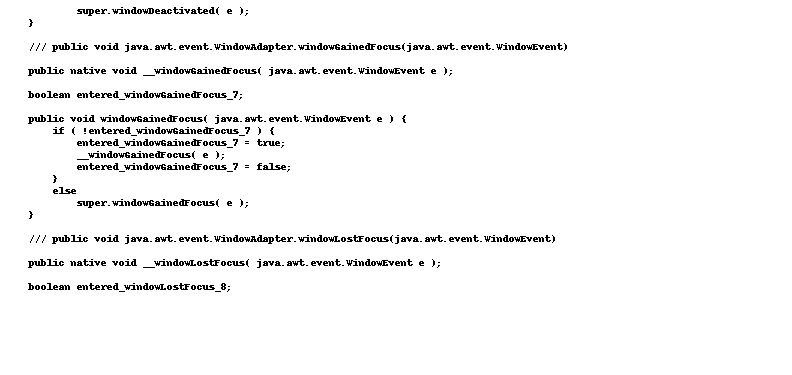 super.windowDeactivated( e );
}
/// public void java.awt.event.WindowAdapter.windowGainedFocus(java.awt.event.WindowEvent)
public native void __windowGainedFocus( java.awt.event.WindowEvent e );
boolean entered_windowGainedFocus_7;
public void windowGainedFocus( java.awt.event.WindowEvent e ) {
if ( !entered_windowGainedFocus_7 ) {
entered_windowGainedFocus_7 = true;
__windowGainedFocus( e );
entered_windowGainedFocus_7 = false;
}
else
super.windowGainedFocus( e );
}
/// public void java.awt.event.WindowAdapter.windowLostFocus(java.awt.event.WindowEvent)
public native void __windowLostFocus( java.awt.event.WindowEvent e );
boolean entered_windowLostFocus_8;